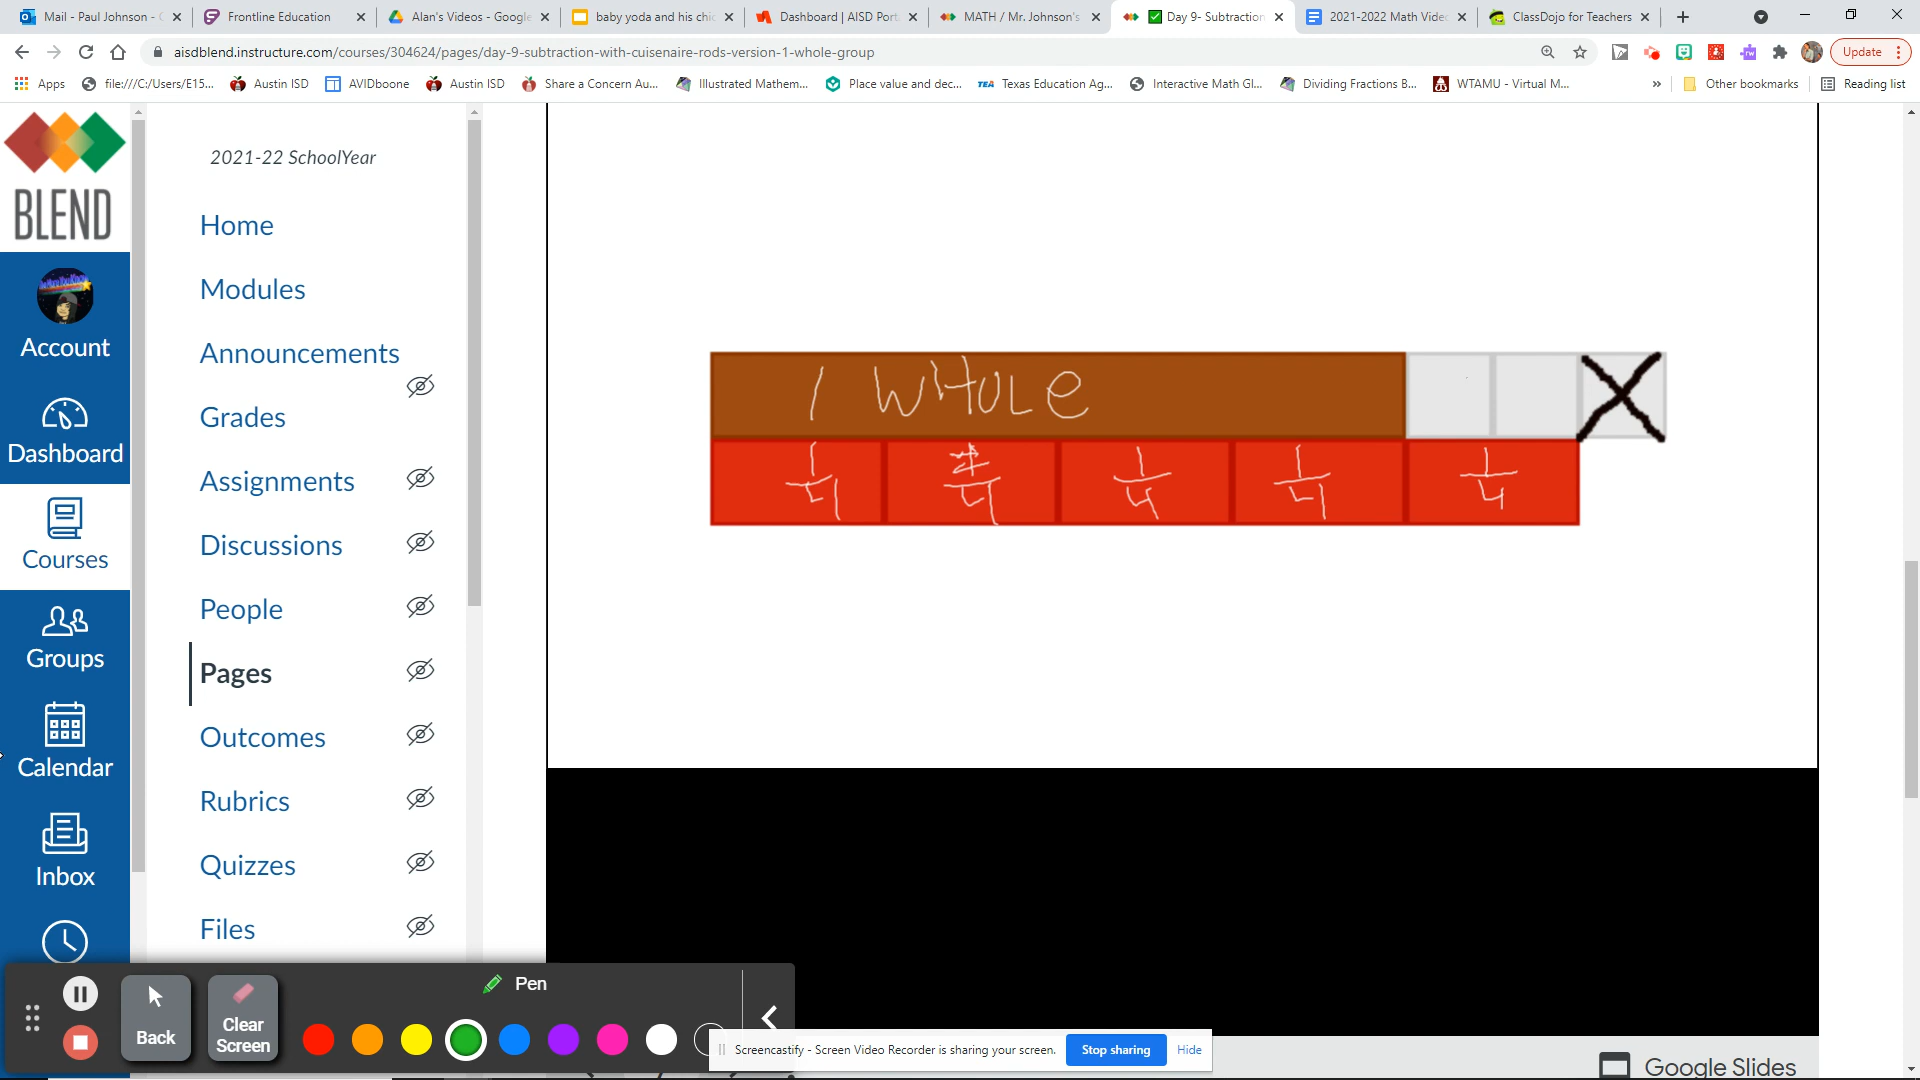 Mail - Paul Johnson - 
Frontline Education
Alan's Videos - Google
baby yoda and his chic
Dashboard | AISD Port
MATH / Mr. Johnson's
Day 9- Subtraction
2021-2022 Math Vide
ClassDojo for Teachers
aisdblend.instructure.com/courses/304624/pages/day-9-subtraction-with-cuisenaire-rods-version-1-whole-group
Update
Apps
file:///C:/Users/E15...
Austin ISD
AVIDboone
Austin ISD
Share a Concern Au...
Illustrated Mathem...
Place value and dec...
TEA Texas Education Ag...
Interactive Math Gl...
Dividing Fractions B...
WTAMU - Virtual M...
»
Other bookmarks
Reading list
BLEND
Account
Dashboard
Courses
Groups
Calendar
Inbox
2021-22 SchoolYear
Home
Modules
Announcements
Grades
Assignments
Discussions
People
Pages
Outcomes
Rubrics
Quizzes
Files
1 WHOLe
1/4 1/4 1/4 1/4
Back
Clear
Screen
Pen
Screencastify - Screen Video Recorder is sharing your screen.
Stop sharing
Hide
Google Slides